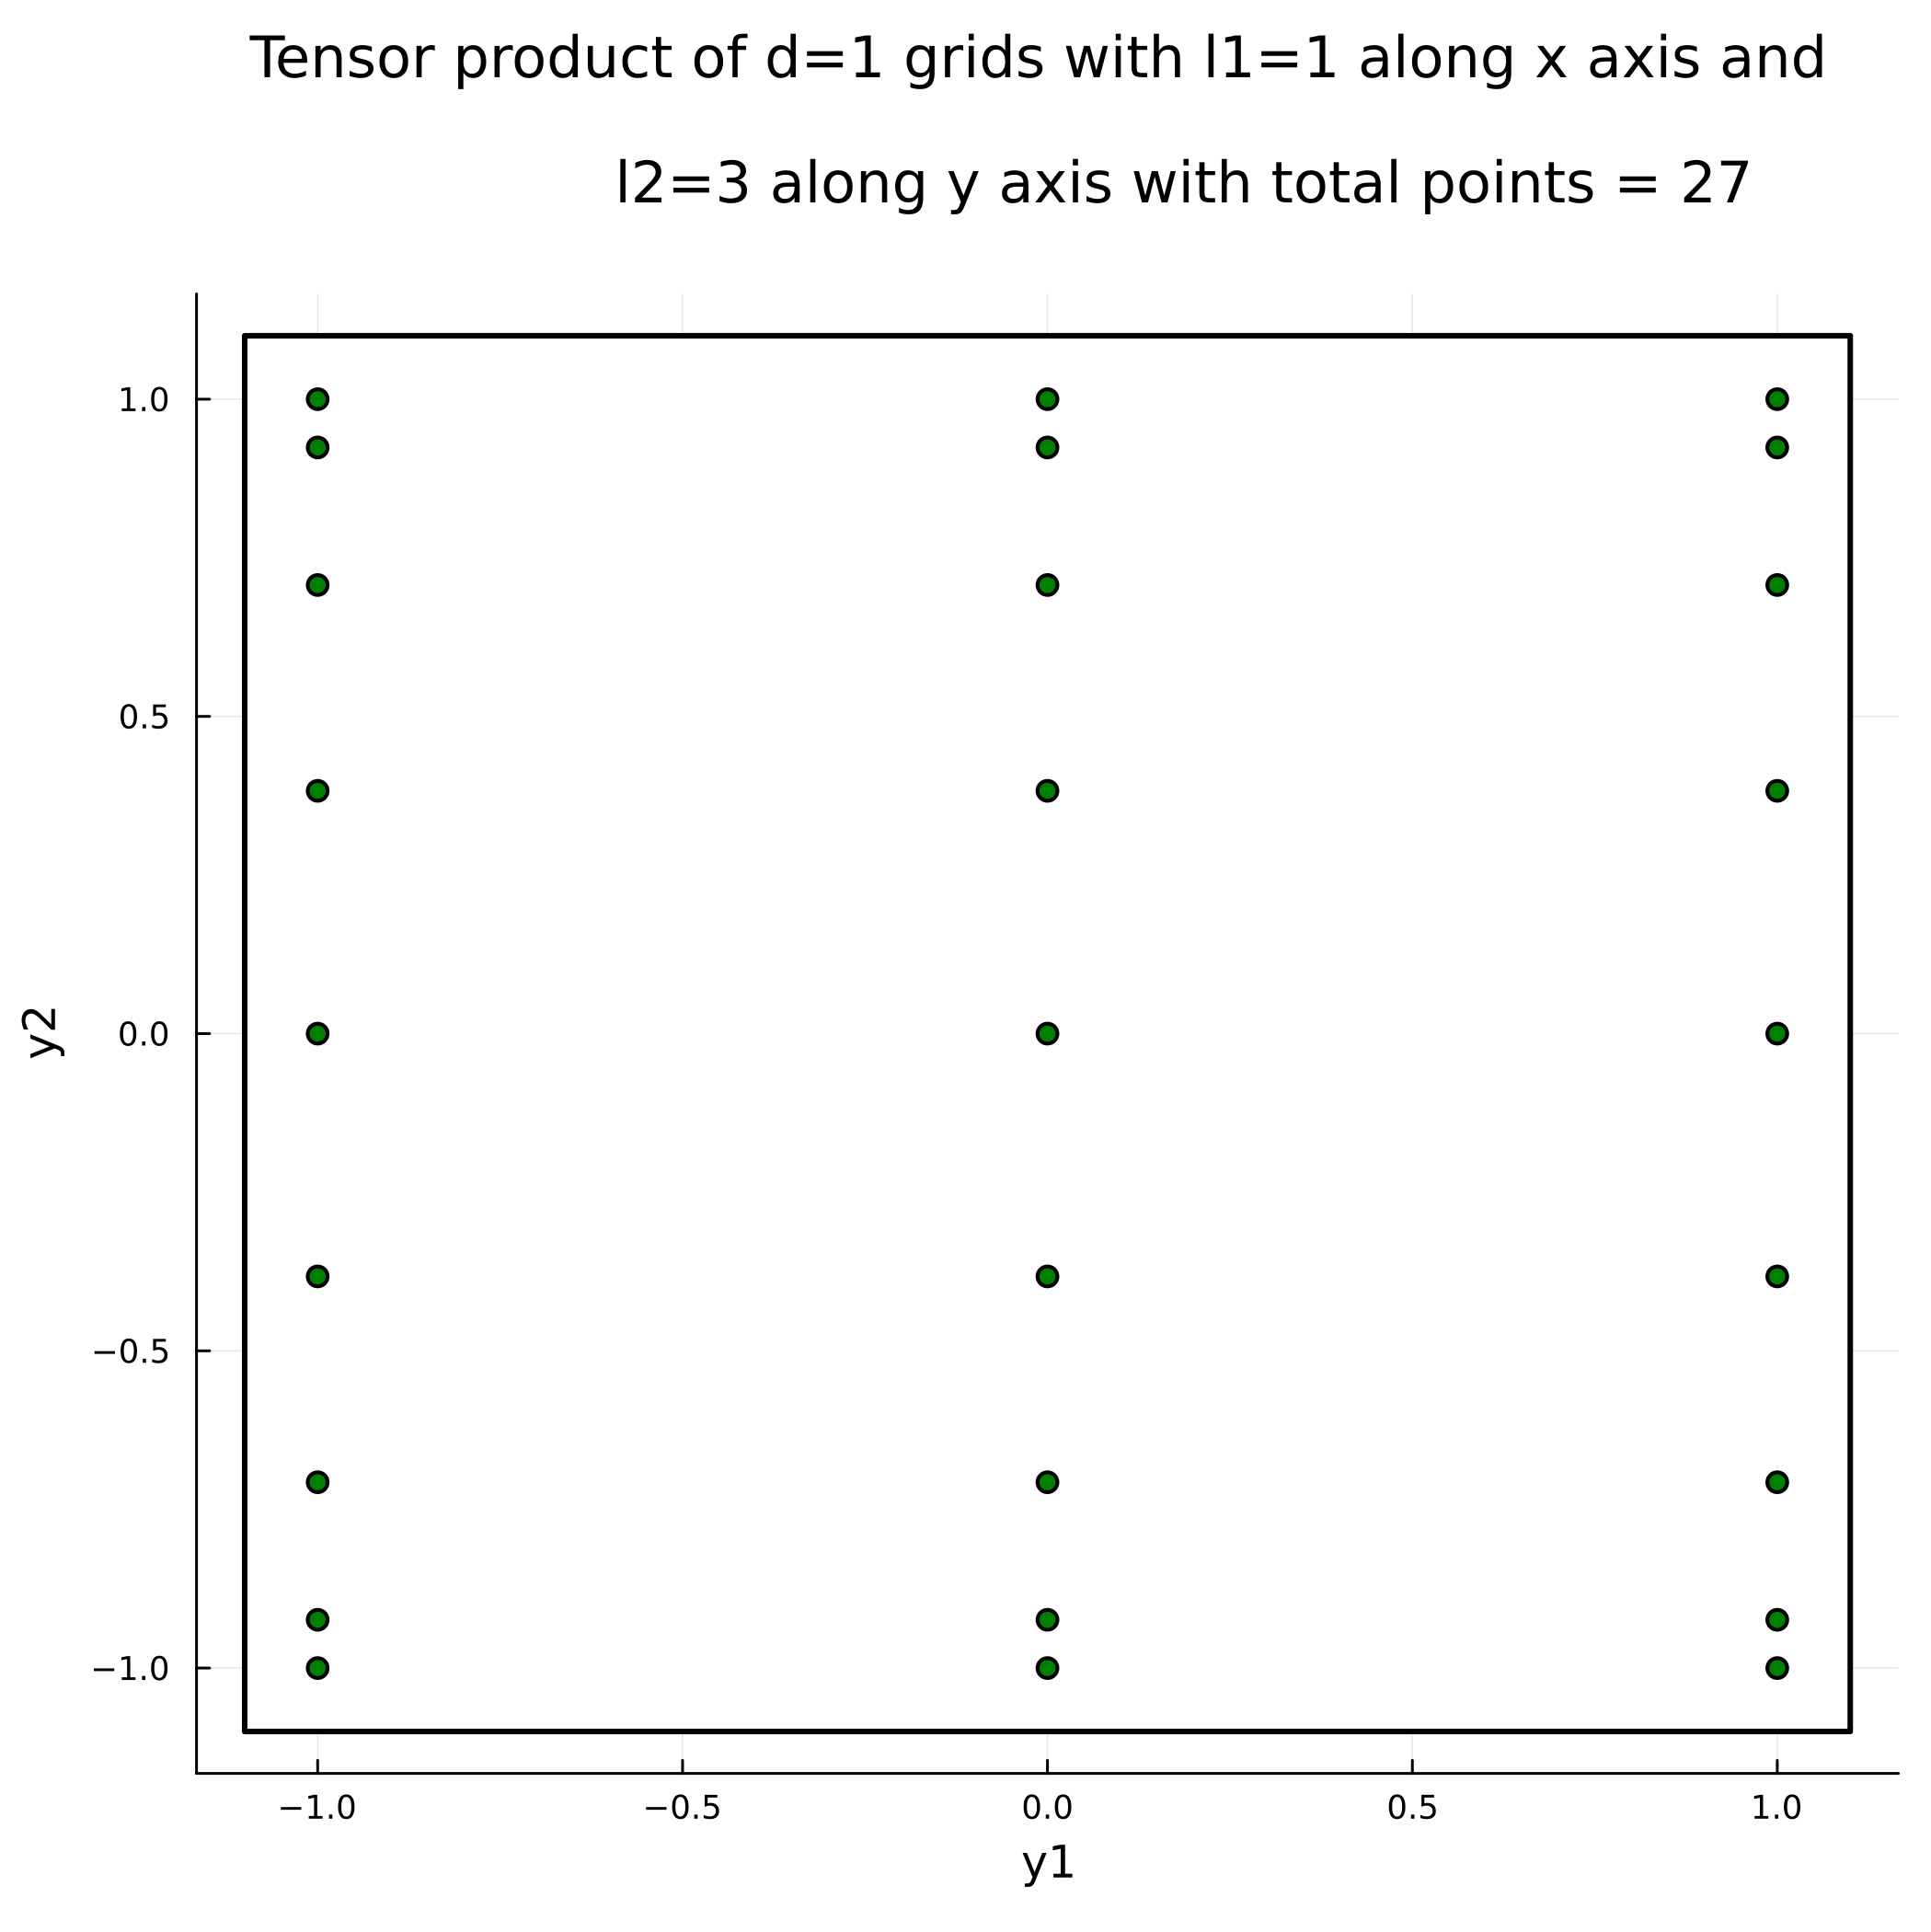 Tensor product of d=1 grids with l1=1 along x axis and
l2=3 along y axis with total points = 27
1.0
0.5
0.0
−0.5
−1.0
y2
−1.0 −0.5 0.0 0.5 1.0
y1